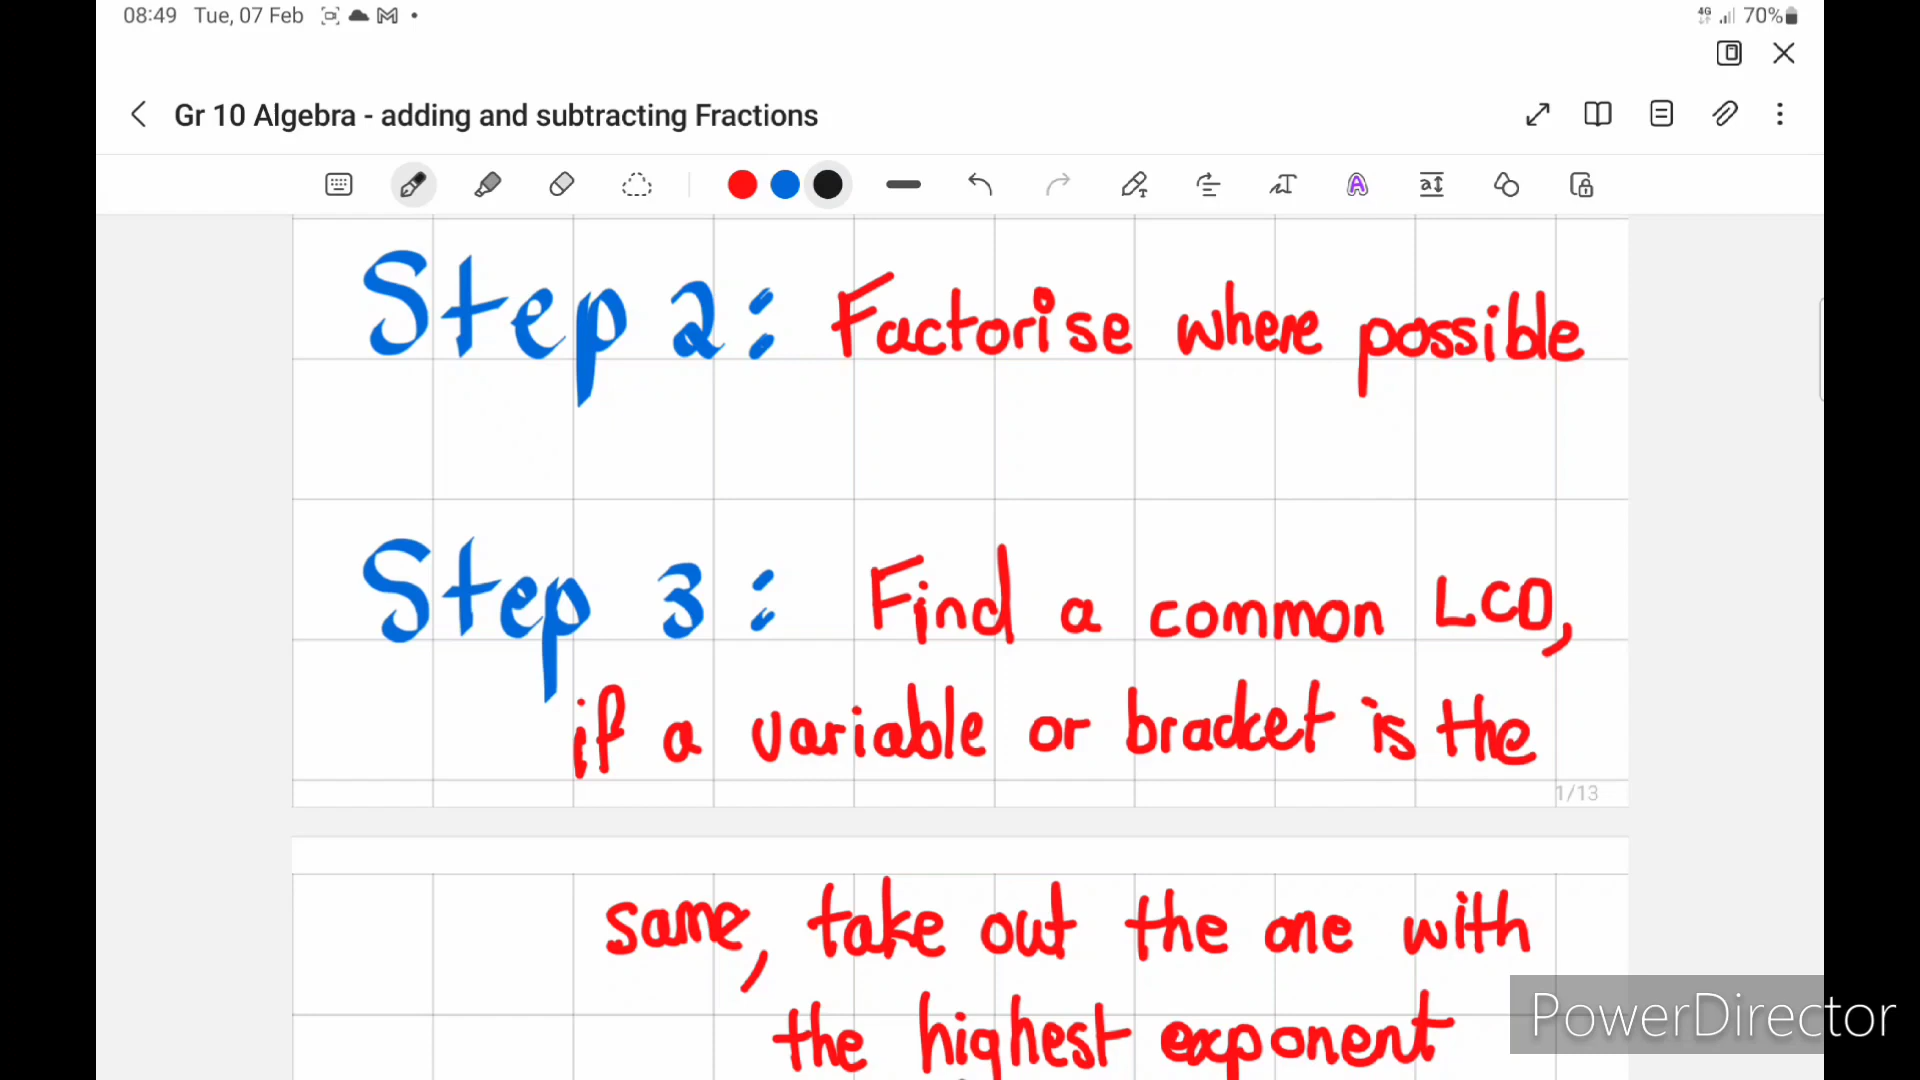 08:49 Tue, 07 Feb
4G 70%
Gr 10 Algebra - adding and subtracting Fractions
Step 2: Factorise where possible
Step 3: Find a common LCD,
if a variable or bracket is the
1/13
same, take out the one with
the highest exponent
PowerDirector